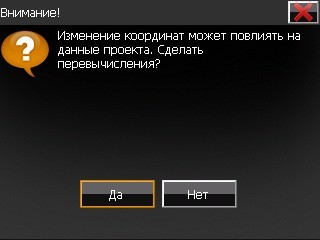 Внимание!
Изменение координат может повлиять на
данные проекта. Сделать
перевычисления?
Да
Нет